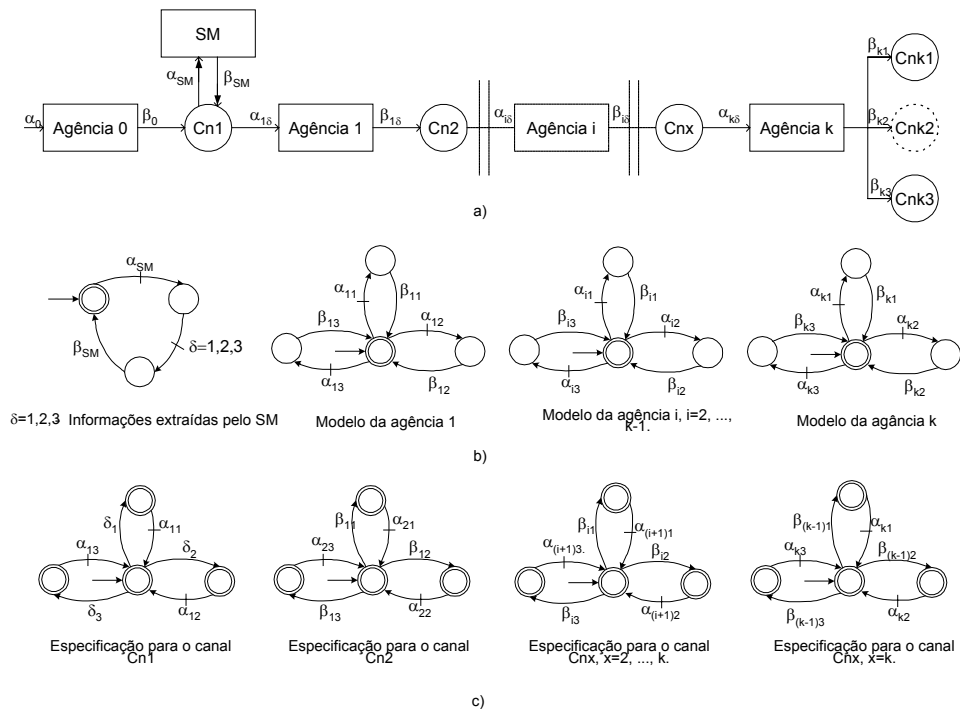 SM
α_SM
β_SM
α_0
Agência 0
β_0
Cn1
α_1δ
Agência 1
β_1δ
Cn2
α_iδ
Agência i
β_iδ
Cnx
α_kδ
Agência k
β_k1
Cnk1
β_k2
Cnk2
β_k3
Cnk3
a)
α_SM
β_SM
δ=1,2,3
δ=1,2,3 Informações extraídas pelo SM
α_11
β_11
β_13
α_12
α_13
β_12
Modelo da agência 1
α_i1
β_i1
β_i3
α_i2
α_i3
β_i2
Modelo da agência i, i=2, ...,
k-1.
α_k1
β_k1
β_k3
α_k2
α_k3
β_k2
Modelo da agância k
b)
δ_1
α_11
α_13
δ_2
δ_3
α_12
Especificação para o canal
Cn1
β_11
α_21
α_23
β_12
β_13
α_22
Especificação para o canal
Cn2
β_i1
α_(i+1)1
α_(i+1)3.
β_i2
β_i3
α_(i+1)2
Especificação para o canal
Cnx, x=2, ..., k.
β_(k-1)1
α_k1
α_k3
β_(k-1)2
β_(k-1)3
α_k2
Especificação para o canal
Cnx, x=k.
c)